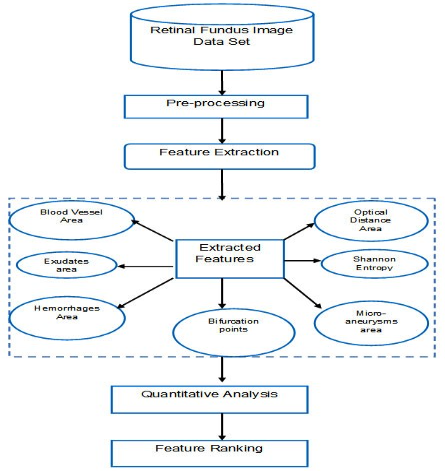 Retinal Fundus Image
Data Set
Pre-processing
Feature Extraction
Blood Vessel
Area
Optical
Distance
Area
Extracted
Features
Exudates
area
Shannon
Entropy
Hemorrhages
Area
Bifurcation
points
Micro-
aneurysms
area
Quantitative Analysis
Feature Ranking